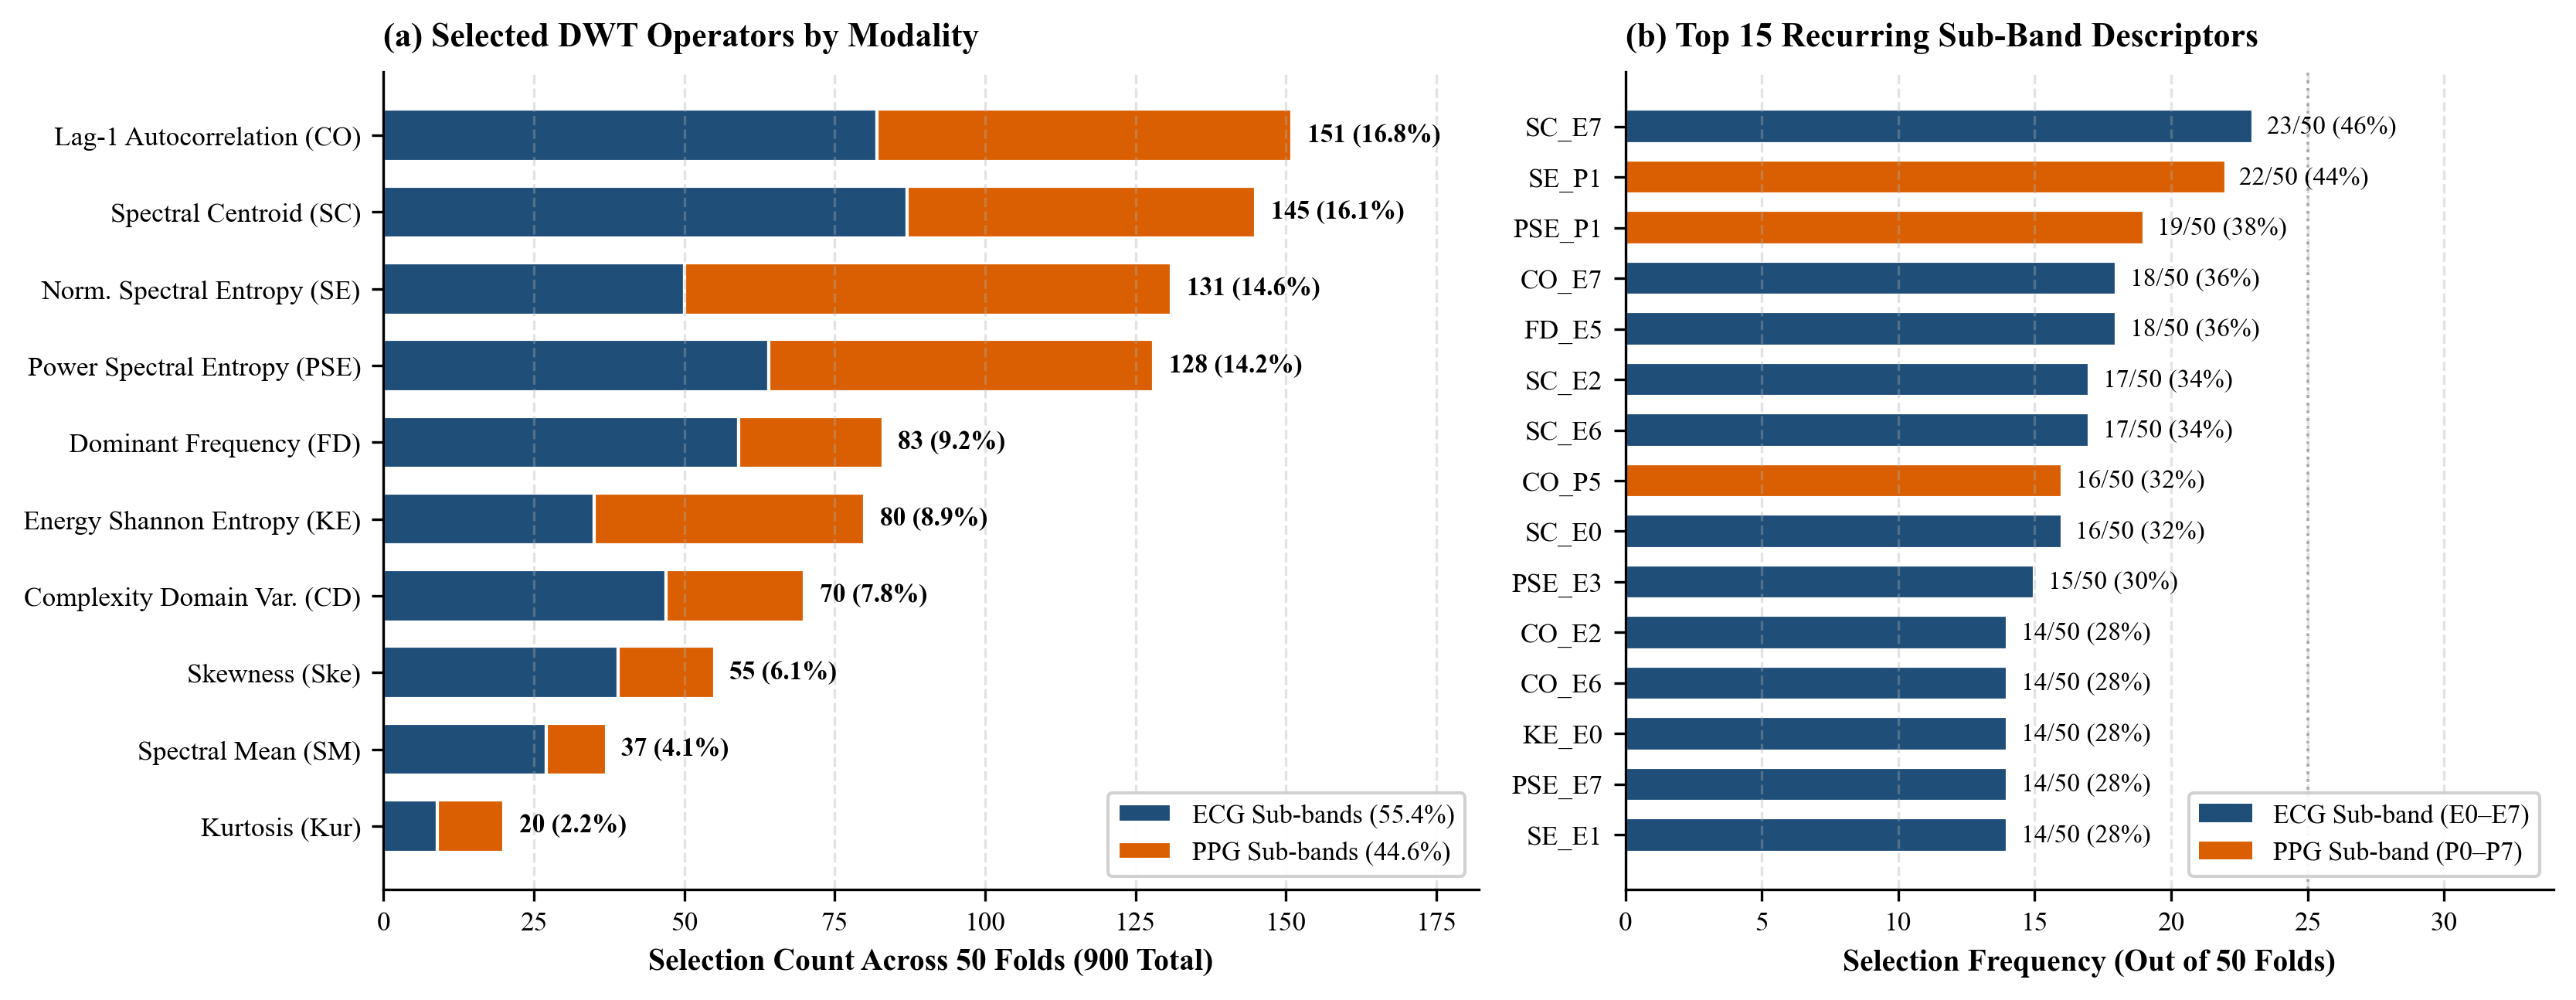 (a) Selected DWT Operators by Modality
Lag-1 Autocorrelation (CO)
151 (16.8%)
Spectral Centroid (SC)
145 (16.1%)
Norm. Spectral Entropy (SE)
131 (14.6%)
Power Spectral Entropy (PSE)
128 (14.2%)
Dominant Frequency (FD)
83 (9.2%)
Energy Shannon Entropy (KE)
80 (8.9%)
Complexity Domain Var. (CD)
70 (7.8%)
Skewness (Ske)
55 (6.1%)
Spectral Mean (SM)
37 (4.1%)
Kurtosis (Kur)
20 (2.2%)
ECG Sub-bands (55.4%)
PPG Sub-bands (44.6%)
0 25 50 75 100 125 150 175
Selection Count Across 50 Folds (900 Total)
(b) Top 15 Recurring Sub-Band Descriptors
SC_E7
23/50 (46%)
SE_P1
22/50 (44%)
PSE_P1
19/50 (38%)
CO_E7
18/50 (36%)
FD_E5
18/50 (36%)
SC_E2
17/50 (34%)
SC_E6
17/50 (34%)
CO_P5
16/50 (32%)
SC_E0
16/50 (32%)
PSE_E3
15/50 (30%)
CO_E2
14/50 (28%)
CO_E6
14/50 (28%)
KE_E0
14/50 (28%)
PSE_E7
14/50 (28%)
SE_E1
14/50 (28%)
ECG Sub-band (E0–E7)
PPG Sub-band (P0–P7)
0 5 10 15 20 25 30
Selection Frequency (Out of 50 Folds)